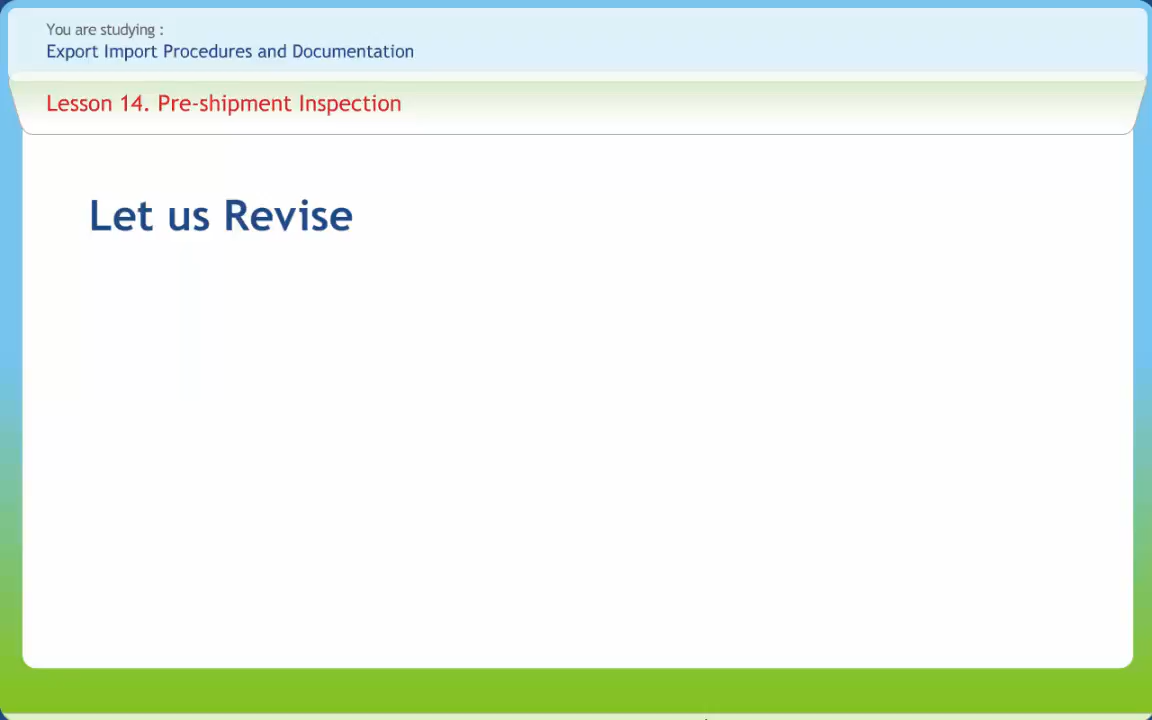 You are studying :
Export Import Procedures and Documentation
Lesson 14. Pre-shipment Inspection
Let us Revise